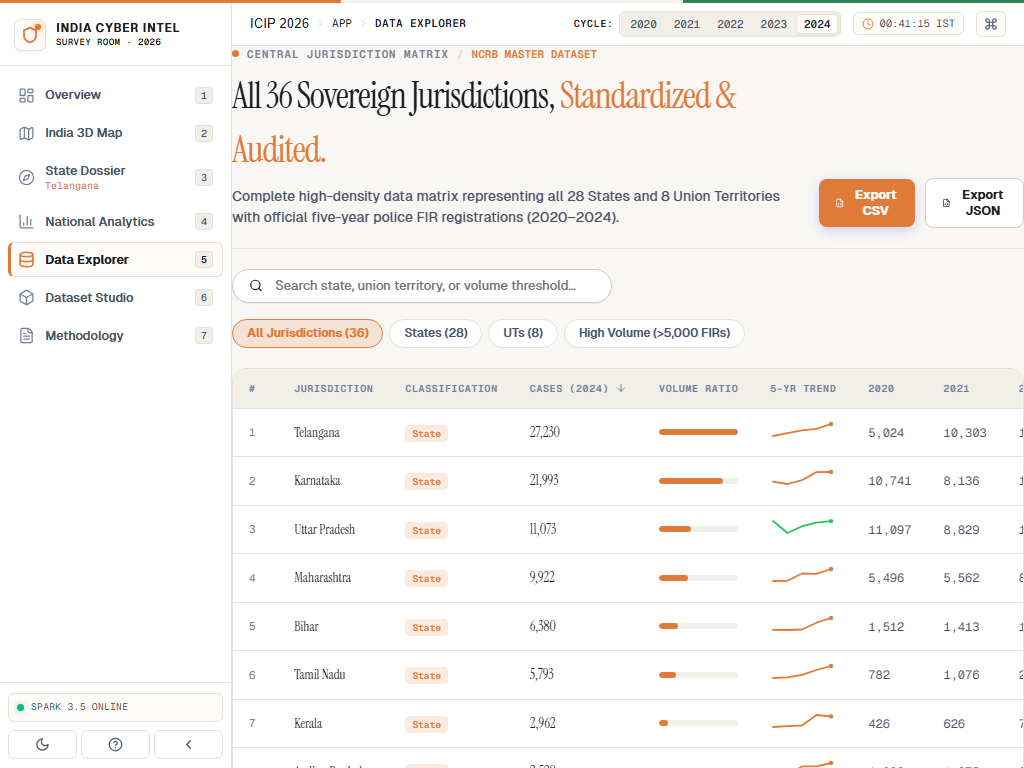 INDIA CYBER INTEL
SURVEY ROOM · 2026
Overview 1
India 3D Map 2
State Dossier 3
Telangana
National Analytics 4
Data Explorer 5
Dataset Studio 6
Methodology 7
SPARK 3.5 ONLINE
ICIP 2026 APP DATA EXPLORER
CYCLE: 2020 2021 2022 2023 2024
00:41:15 IST
CENTRAL JURISDICTION MATRIX / NCRB MASTER DATASET
All 36 Sovereign Jurisdictions, Standardized &
Audited.
Complete high-density data matrix representing all 28 States and 8 Union Territories
with official five-year police FIR registrations (2020–2024).
Export CSV
Export JSON
Search state, union territory, or volume threshold...
All Jurisdictions (36) States (28) UTs (8) High Volume (>5,000 FIRs)
# JURISDICTION CLASSIFICATION CASES (2024) ↓ VOLUME RATIO 5-YR TREND 2020 2021
1 Telangana State 27,230 5,024 10,303
2 Karnataka State 21,993 10,741 8,136
3 Uttar Pradesh State 11,073 11,097 8,829
4 Maharashtra State 9,922 5,496 5,562
5 Bihar State 6,380 1,512 1,413
6 Tamil Nadu State 5,793 782 1,076
7 Kerala State 2,962 426 626